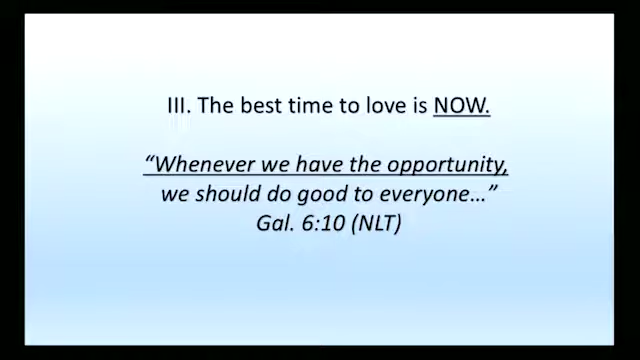 III. The best time to love is NOW.
“Whenever we have the opportunity,
we should do good to everyone…”
Gal. 6:10 (NLT)